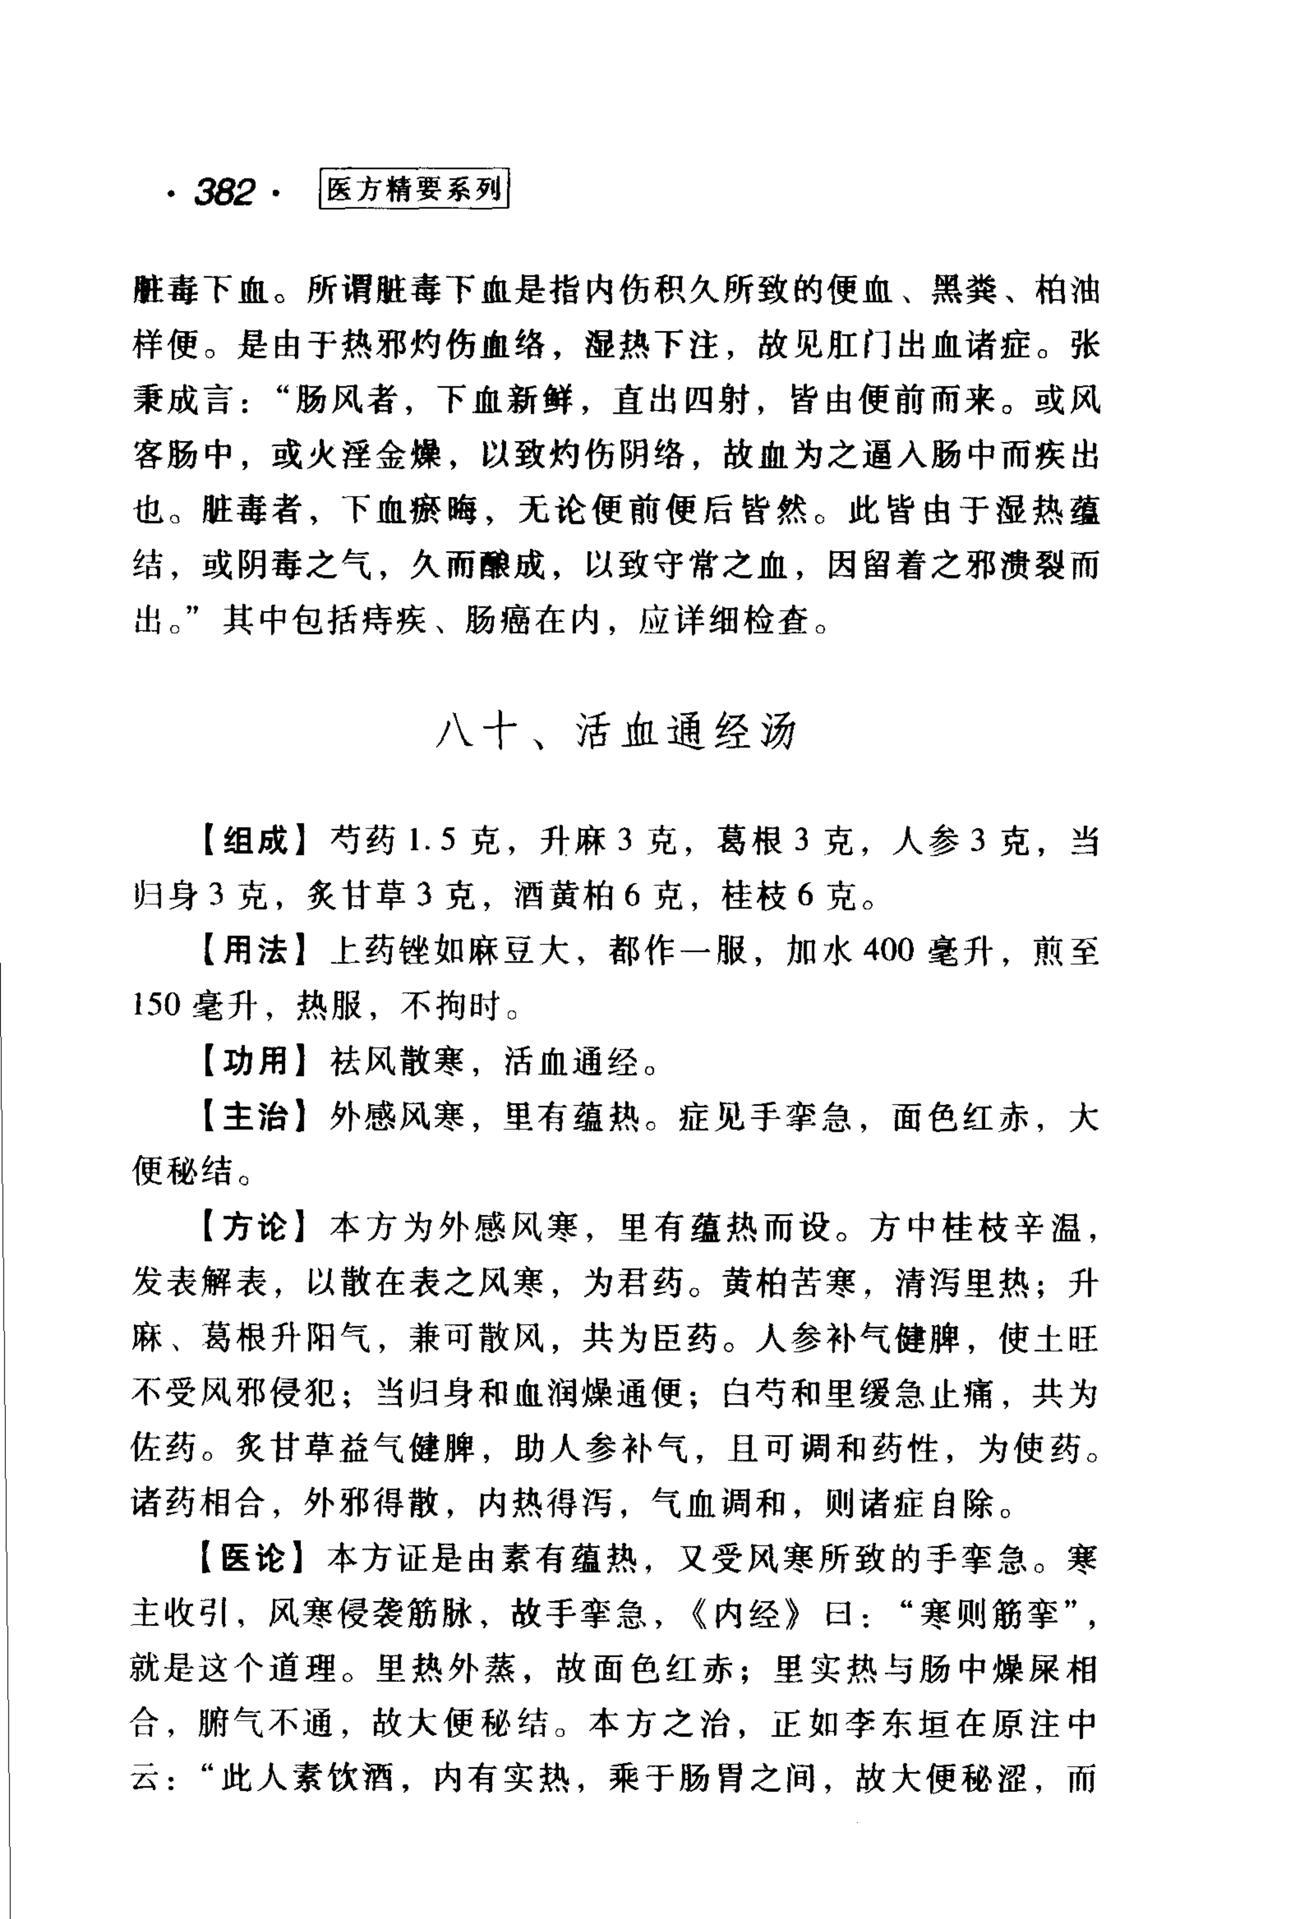 · 382 · 医方精要系列
脏毒下血。所谓脏毒下血是指内伤积久所致的便血、黑粪、柏油
样便。是由于热邪灼伤血络，湿热下注，故见肛门出血诸症。张
秉成言：“肠风者，下血新鲜，直出四射，皆由便前而来。或风
客肠中，或火淫金燥，以致灼伤阴络，故血为之逼入肠中而疾出
也。脏毒者，下血瘀晦，无论便前便后皆然。此皆由于湿热蕴
结，或阴毒之气，久而酿成，以致守常之血，因留着之邪溃裂而
出。”其中包括痔疾、肠癌在内，应详细检查。
八十、活血通经汤
【组成】芍药1.5克，升麻3克，葛根3克，人参3克，当
归身3克，炙甘草3克，酒黄柏6克，桂枝6克。
【用法】上药锉如麻豆大，都作一服，加水400毫升，煎至
150毫升，热服，不拘时。
【功用】祛风散寒，活血通经。
【主治】外感风寒，里有蕴热。症见手挛急，面色红赤，大
便秘结。
【方论】本方为外感风寒，里有蕴热而设。方中桂枝辛温，
发表解表，以散在表之风寒，为君药。黄柏苦寒，清泻里热；升
麻、葛根升阳气，兼可散风，共为臣药。人参补气健脾，使土旺
不受风邪侵犯；当归身和血润燥通便；白芍和里缓急止痛，共为
佐药。炙甘草益气健脾，助人参补气，且可调和药性，为使药。
诸药相合，外邪得散，内热得泻，气血调和，则诸症自除。
【医论】本方证是由素有蕴热，又受风寒所致的手挛急。寒
主收引，风寒侵袭筋脉，故手挛急，《内经》曰：“寒则筋挛”，
就是这个道理。里热外蒸，故面色红赤；里实热与肠中燥屎相
合，腑气不通，故大便秘结。本方之治，正如李东垣在原注中
云：“此人素饮酒，内有实热，乘于肠胃之间，故大便秘涩，而